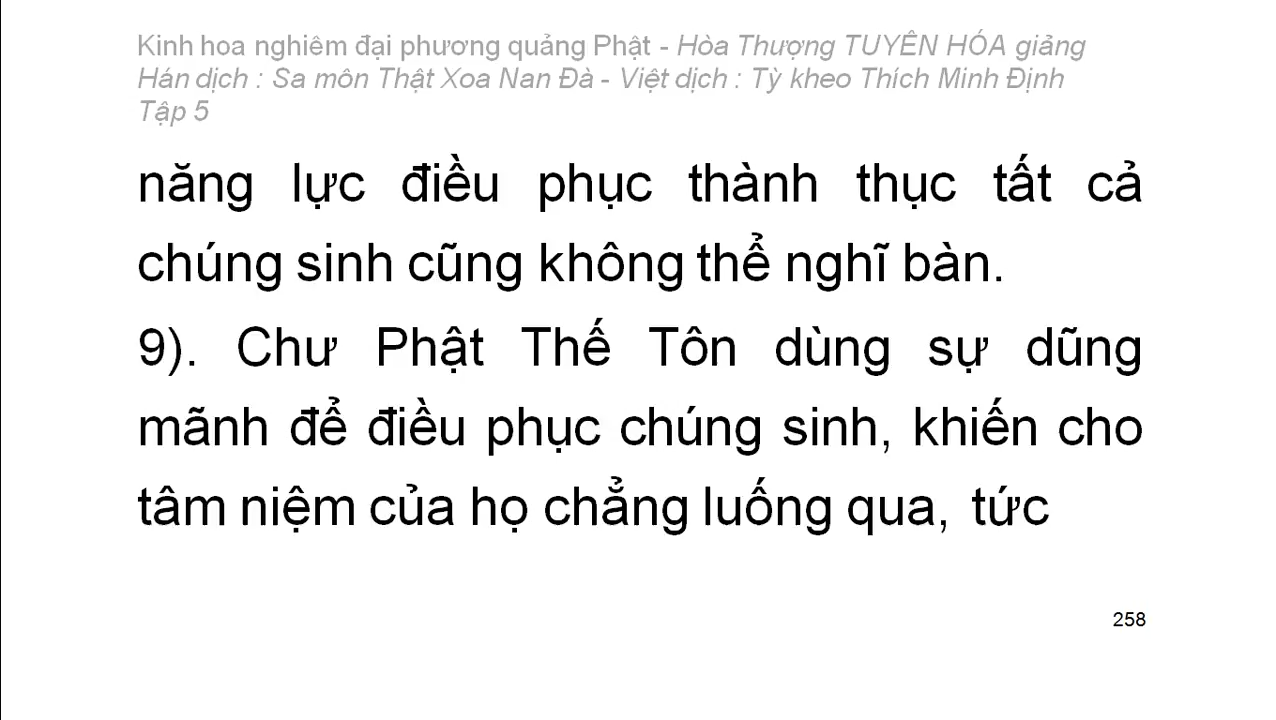 Kinh hoa nghiêm đại phương quảng Phật - Hòa Thượng TUYÊN HÓA giảng
Hán dịch : Sa môn Thật Xoa Nan Đà - Việt dịch : Tỳ kheo Thích Minh Định
Tập 5
năng lực điều phục thành thục tất cả
chúng sinh cũng không thể nghĩ bàn.
9). Chư Phật Thế Tôn dùng sự dũng
mãnh để điều phục chúng sinh, khiến cho
tâm niệm của họ chẳng luống qua, tức
258